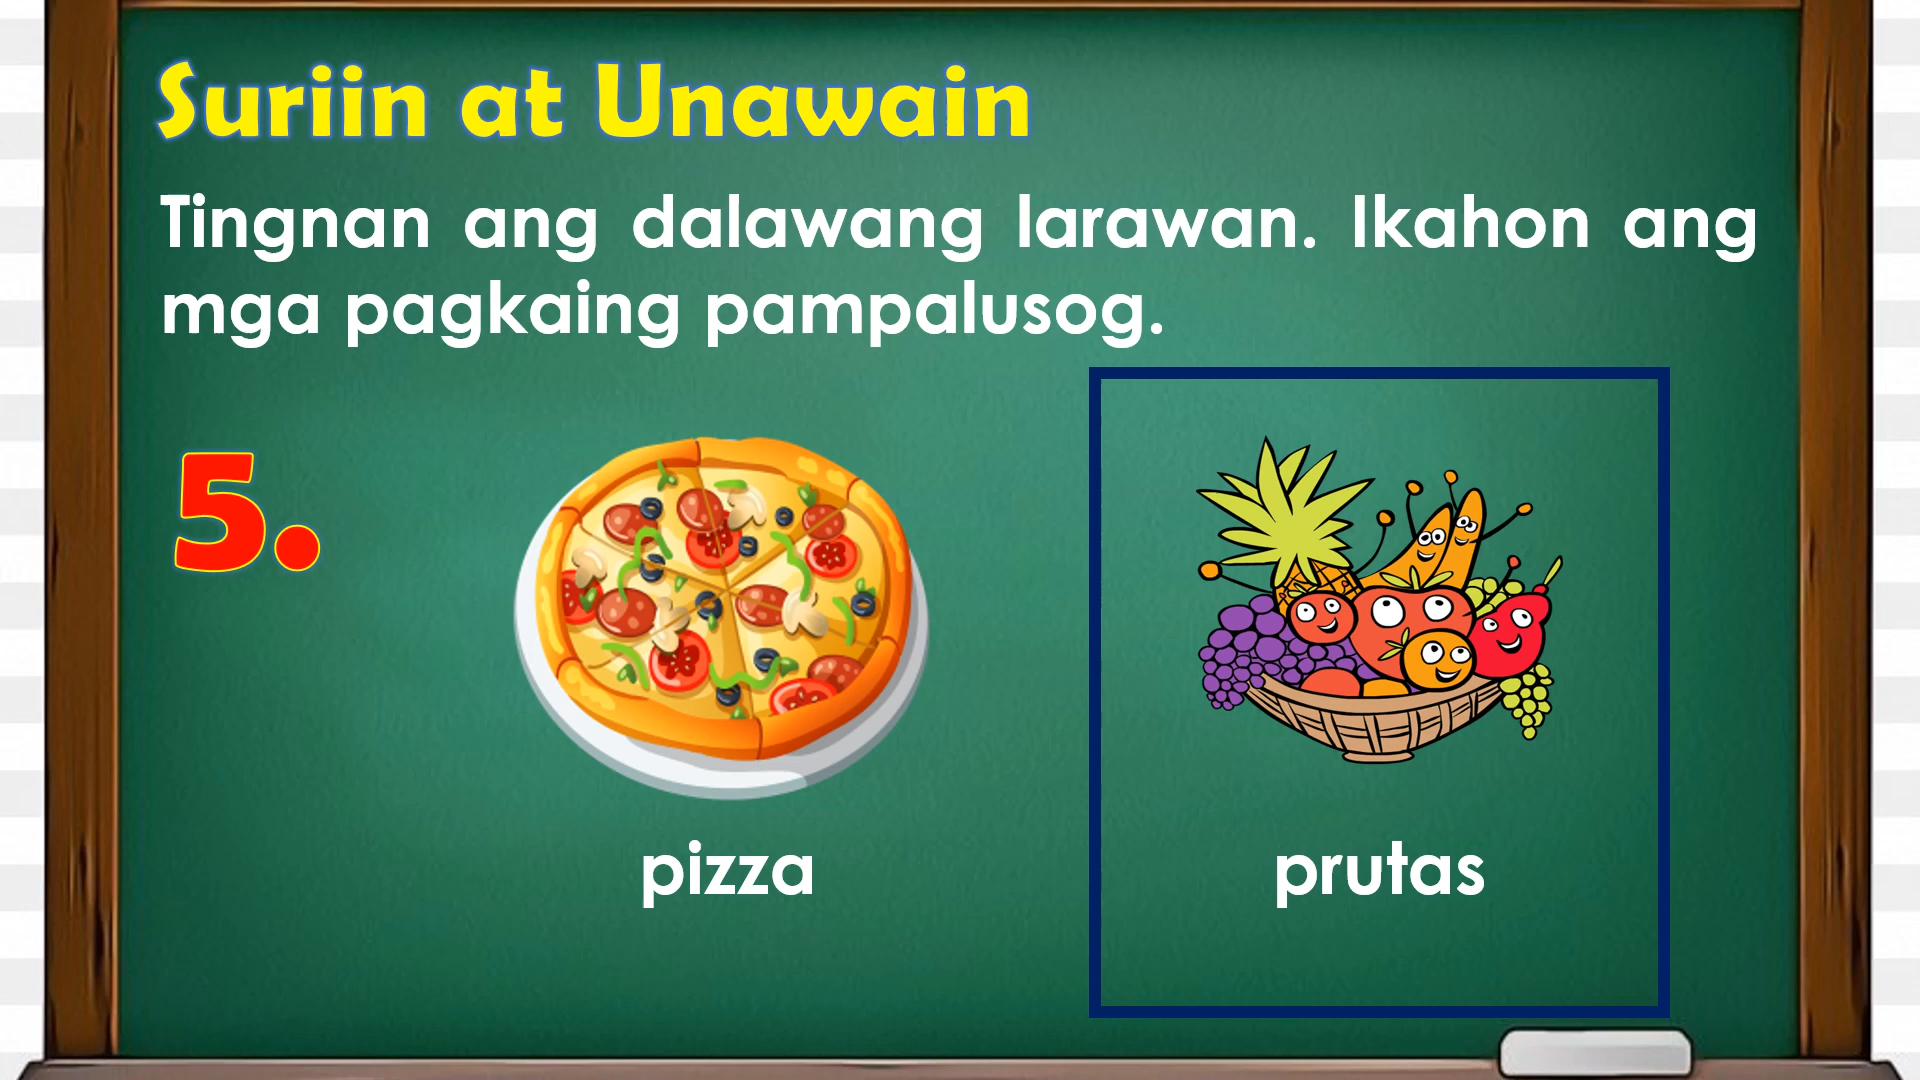 Suriin at Unawain
Tingnan ang dalawang larawan. Ikahon ang
mga pagkaing pampalusog.
5.
pizza
prutas